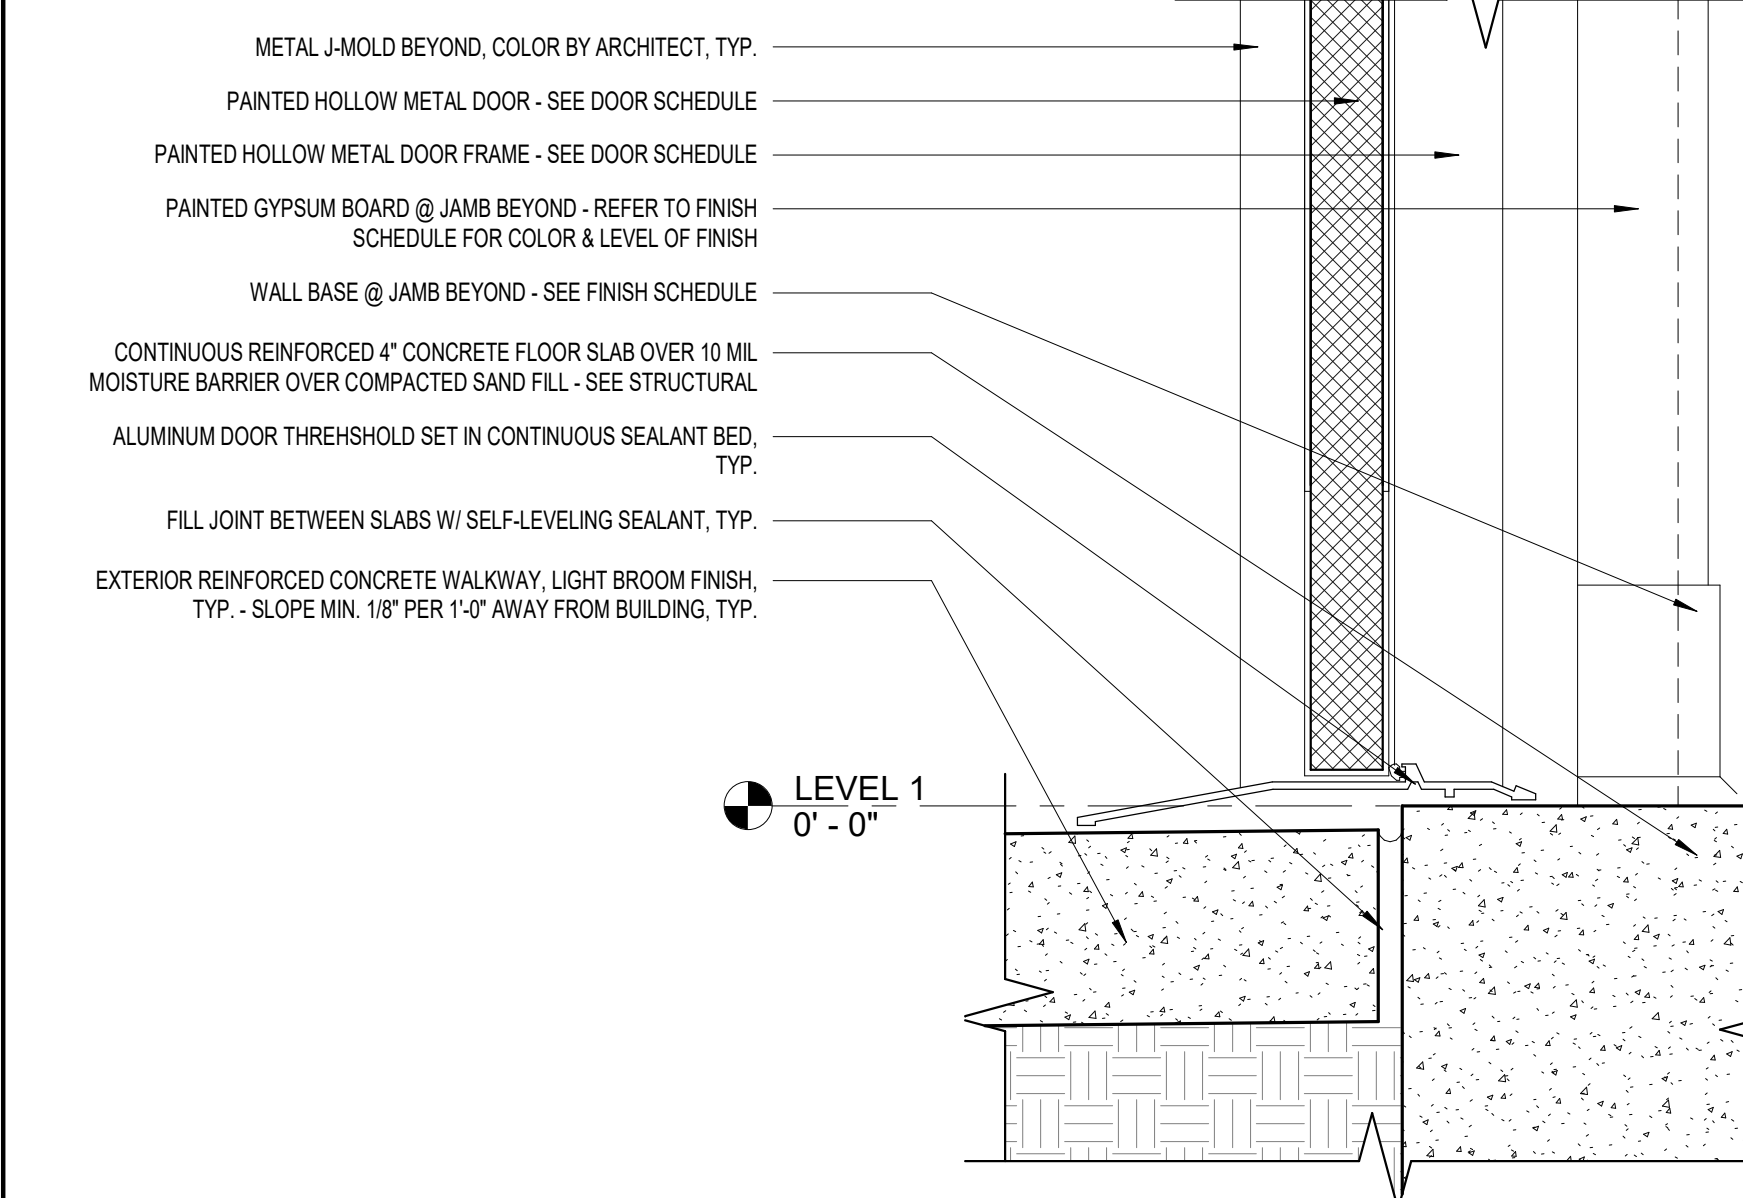 METAL J-MOLD BEYOND, COLOR BY ARCHITECT, TYP.
PAINTED HOLLOW METAL DOOR - SEE DOOR SCHEDULE
PAINTED HOLLOW METAL DOOR FRAME - SEE DOOR SCHEDULE
PAINTED GYPSUM BOARD @ JAMB BEYOND - REFER TO FINISH
SCHEDULE FOR COLOR & LEVEL OF FINISH
WALL BASE @ JAMB BEYOND - SEE FINISH SCHEDULE
CONTINUOUS REINFORCED 4" CONCRETE FLOOR SLAB OVER 10 MIL
MOISTURE BARRIER OVER COMPACTED SAND FILL - SEE STRUCTURAL
ALUMINUM DOOR THREHSHOLD SET IN CONTINUOUS SEALANT BED,
TYP.
FILL JOINT BETWEEN SLABS W/ SELF-LEVELING SEALANT, TYP.
EXTERIOR REINFORCED CONCRETE WALKWAY, LIGHT BROOM FINISH,
TYP. - SLOPE MIN. 1/8" PER 1'-0" AWAY FROM BUILDING, TYP.
LEVEL 1
0' - 0"